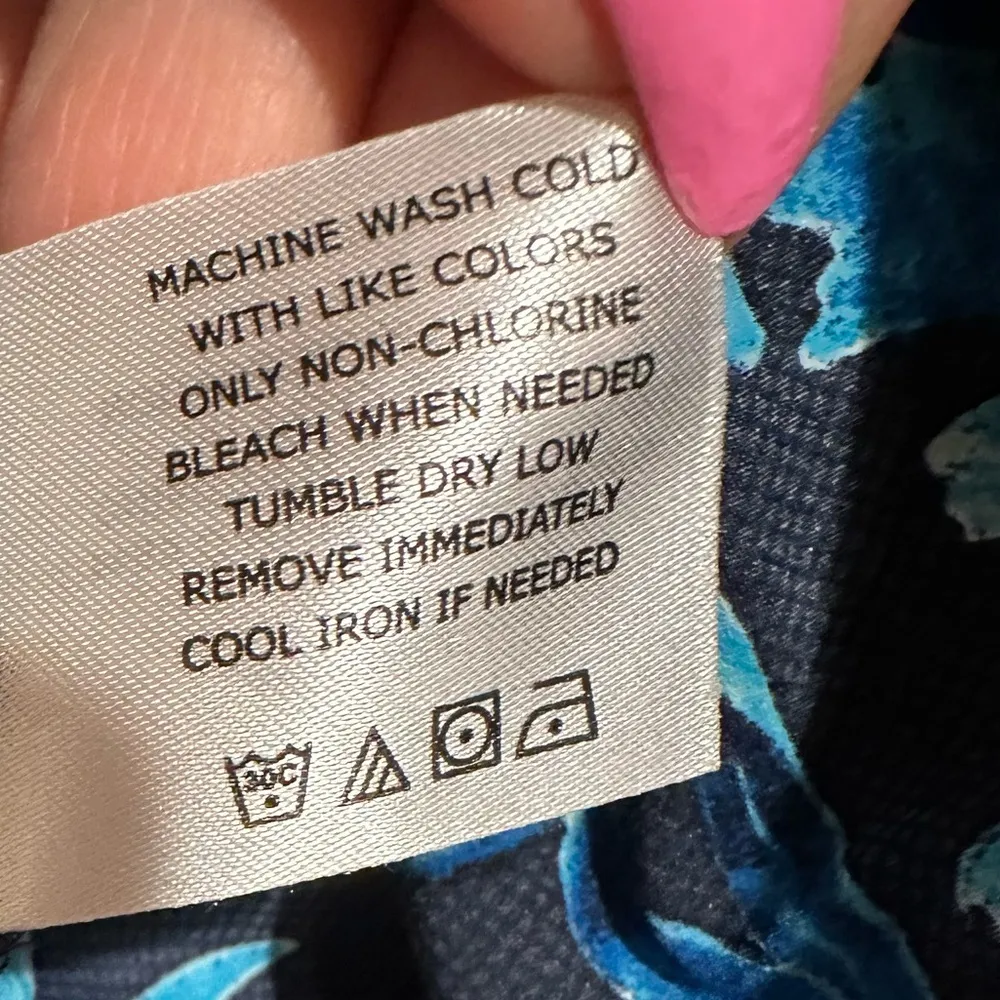 MACHINE WASH COLD
WITH LIKE COLORS
ONLY NON-CHLORINE
BLEACH WHEN NEEDED
TUMBLE DRY LOW
REMOVE IMMEDIATELY
COOL IRON IF NEEDED
30C